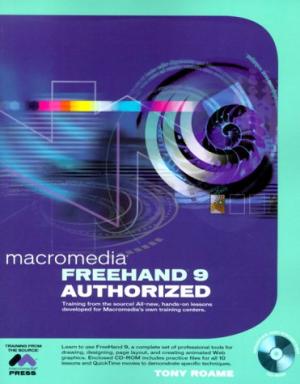 macromedia®
FREEHAND 9
AUTHORIZED
Training from the source! All-new, hands-on lessons
developed for Macromedia's own training centers.
TRAINING FROM
THE SOURCE
PRESS
Learn to use FreeHand 9, a complete set of professional tools for
drawing, designing, page layout, and creating animated Web
graphics. Enclosed CD-ROM includes practice files for all 10
lessons and QuickTime movies to demonstrate specific techniques.
TONY ROAME